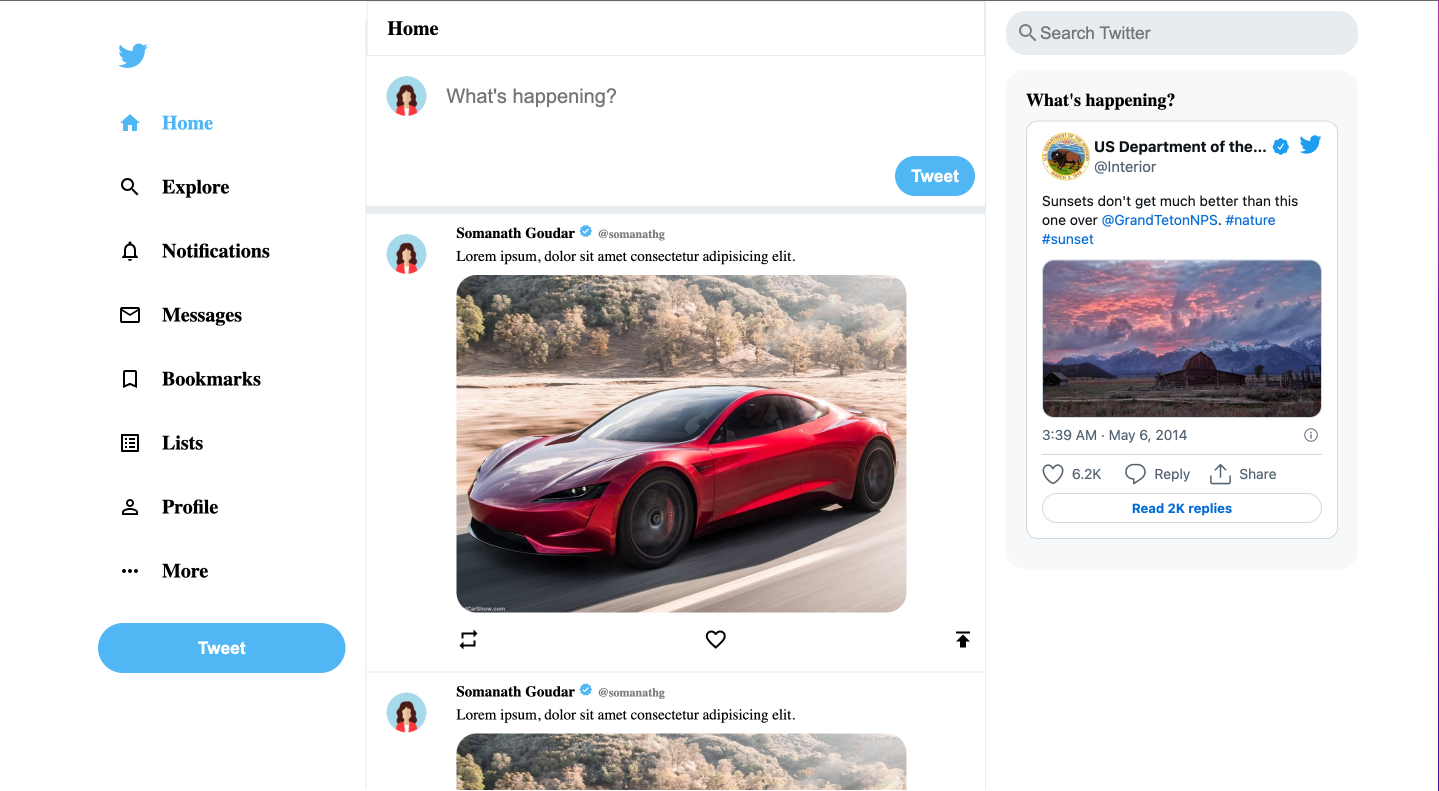 Home
Explore
Notifications
Messages
Bookmarks
Lists
Profile
More
Tweet
Home
What's happening?
Tweet
Somanath Goudar @somanathg
Lorem ipsum, dolor sit amet consectetur adipisicing elit.
Somanath Goudar @somanathg
Lorem ipsum, dolor sit amet consectetur adipisicing elit.
Search Twitter
What's happening?
US Department of the...
@Interior
Sunsets don't get much better than this
one over @GrandTetonNPS. #nature
#sunset
3:39 AM · May 6, 2014
6.2K Reply Share
Read 2K replies